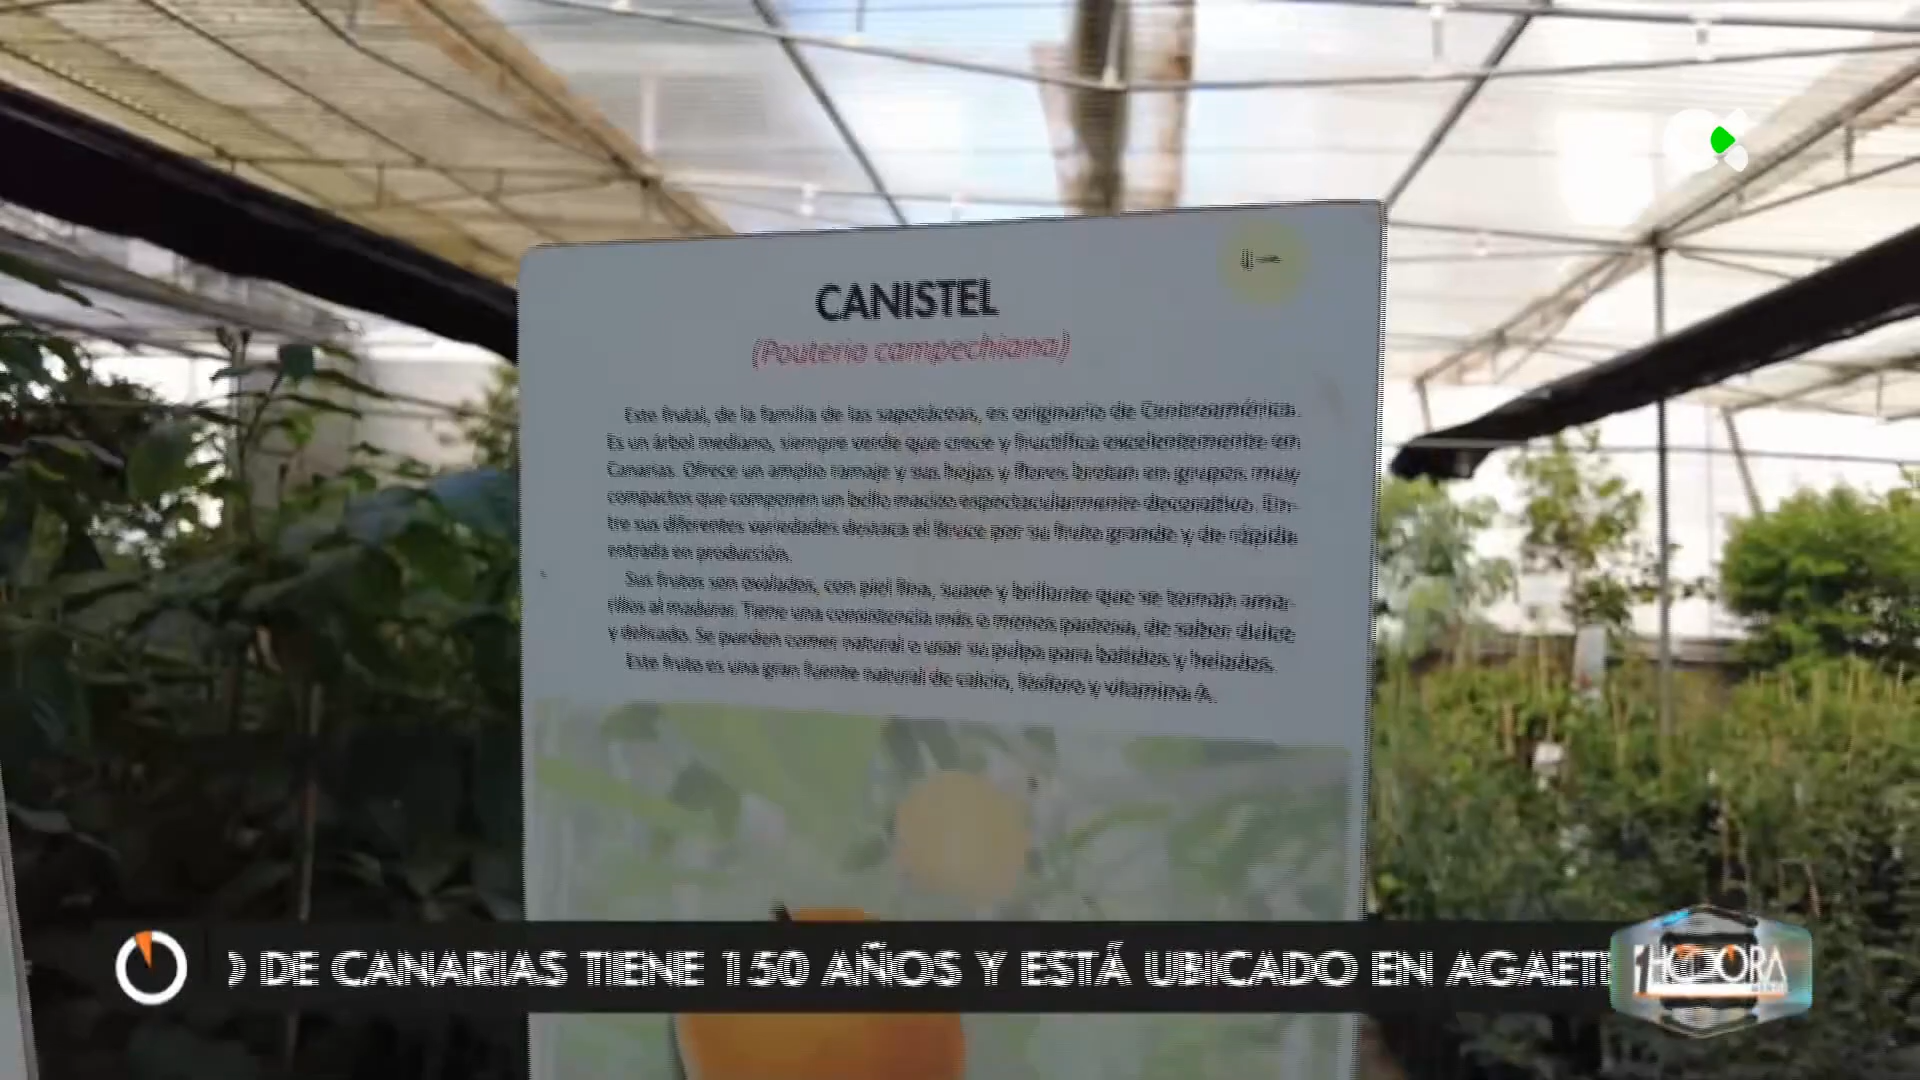 CANISTEL
(Pouteria campechiana)
Este frutal, de la familia de las sapotáceas, es originario de Centroamérica.
Es un árbol mediano, siempre verde que crece y fructifica excelentemente en
Canarias. Ofrece un amplio ramaje y sus hojas y flores brotan en grupos muy
compactos que componen un bello macizo espectacularmente decorativo. En-
tre sus diferentes variedades destaca el Bruce por su fruto grande y de rápida
entrada en producción.
Sus frutos son ovalados, con piel fina, suave y brillante que se tornan ama-
rillos al madurar. Tiene una consistencia más o menos pastosa, de sabor dulce
y delicado. Se pueden comer natural o usar su pulpa para batidos y helados.
Este fruto es una gran fuente natural de calcio, fósforo y vitamina A.
O DE CANARIAS TIENE 150 AÑOS Y ESTÁ UBICADO EN AGAETE